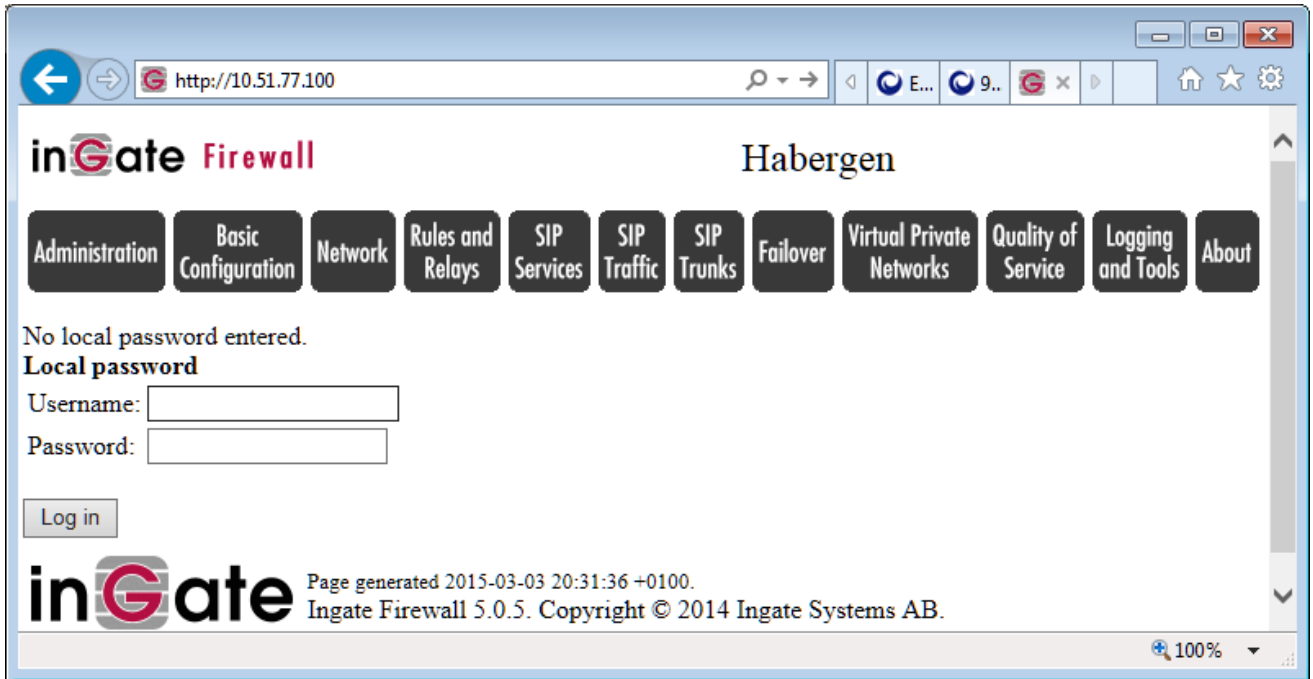 http://10.51.77.100
E...
9..
inGate Firewall
Habergen
Administration
Basic Configuration
Network
Rules and Relays
SIP Services
SIP Traffic
SIP Trunks
Failover
Virtual Private Networks
Quality of Service
Logging and Tools
About
No local password entered.
Local password
Username:
Password:
Log in
inGate
Page generated 2015-03-03 20:31:36 +0100.
Ingate Firewall 5.0.5. Copyright © 2014 Ingate Systems AB.
100%